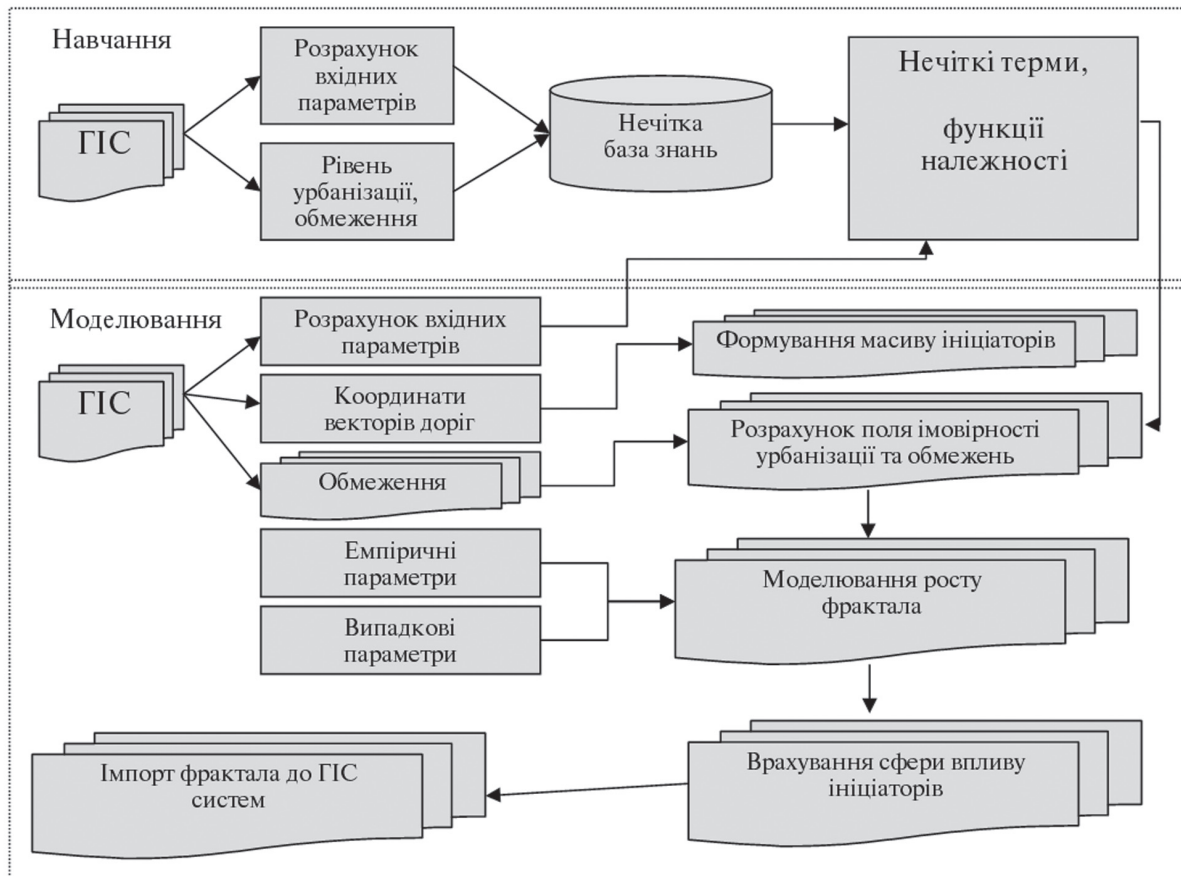 Навчання
ГІС
Розрахунок
вхідних
параметрів
Рівень
урбанізації,
обмеження
Нечітка
база знань
Нечіткі терми,
функції
належності
Моделювання
ГІС
Розрахунок вхідних
параметрів
Координати
векторів доріг
Обмеження
Формування масиву ініціаторів
Розрахунок поля імовірності
урбанізації та обмежень
Емпіричні
параметри
Випадкові
параметри
Моделювання росту
фрактала
Врахування сфери впливу
ініціаторів
Імпорт фрактала до ГІС
систем